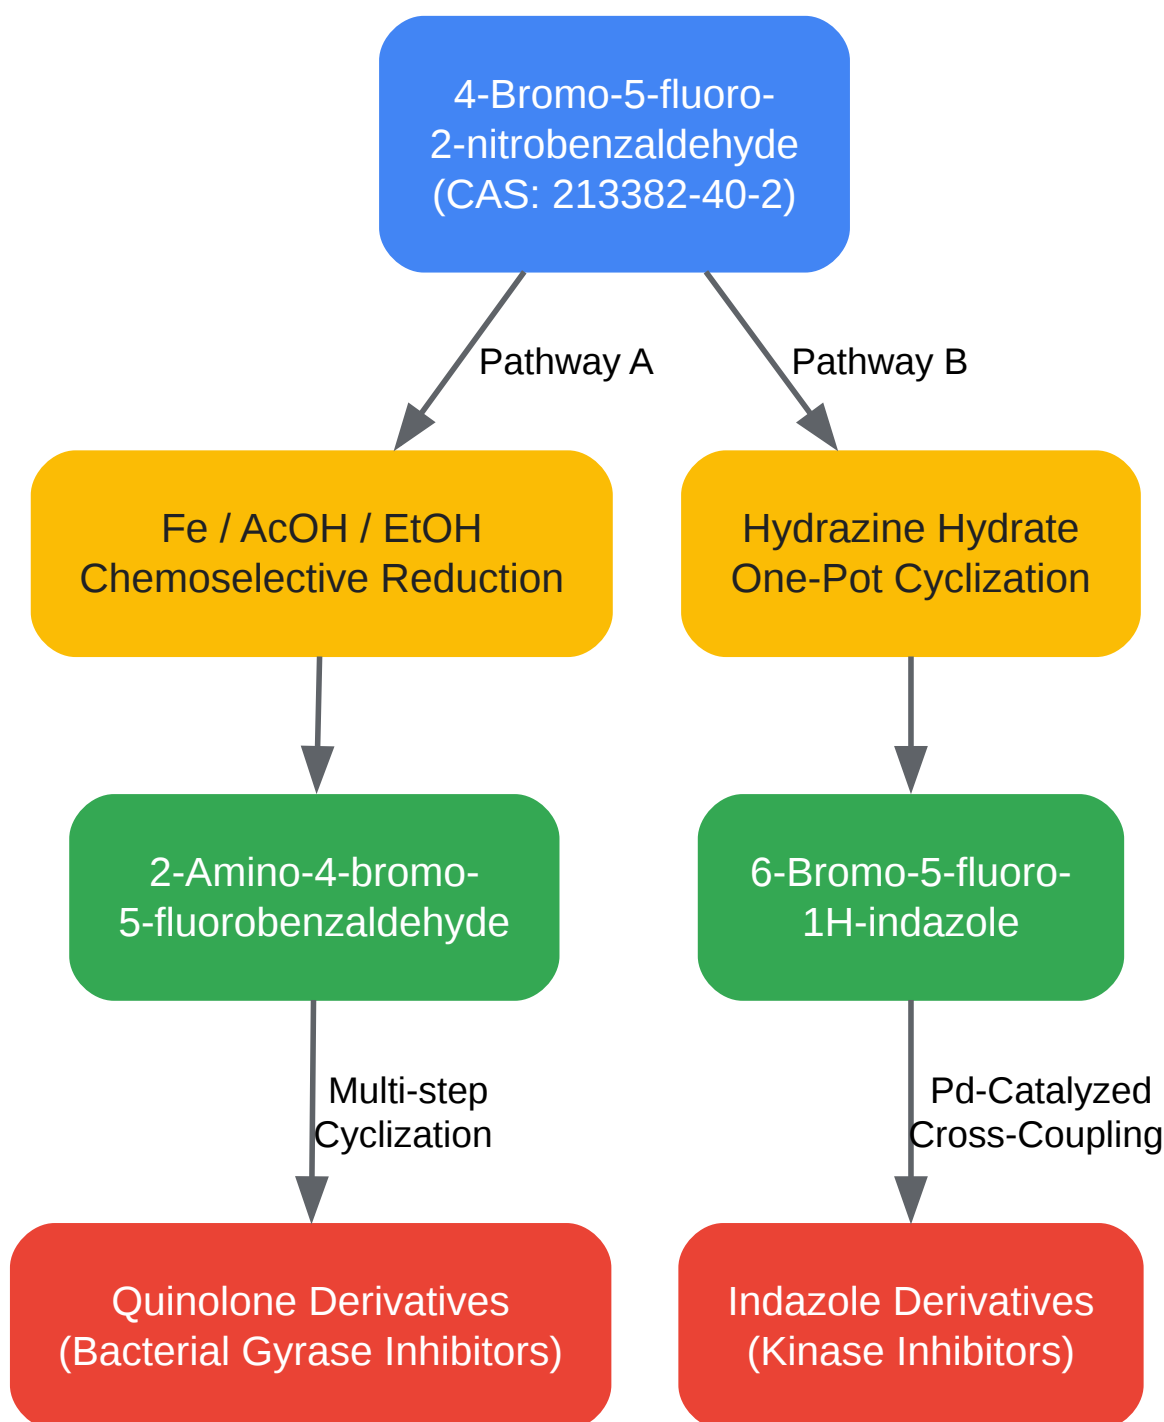 4-Bromo-5-fluoro-
2-nitrobenzaldehyde
(CAS: 213382-40-2)
Pathway A
Pathway B
Fe / AcOH / EtOH
Chemoselective Reduction
Hydrazine Hydrate
One-Pot Cyclization
2-Amino-4-bromo-
5-fluorobenzaldehyde
6-Bromo-5-fluoro-
1H-indazole
Multi-step
Cyclization
Pd-Catalyzed
Cross-Coupling
Quinolone Derivatives
(Bacterial Gyrase Inhibitors)
Indazole Derivatives
(Kinase Inhibitors)